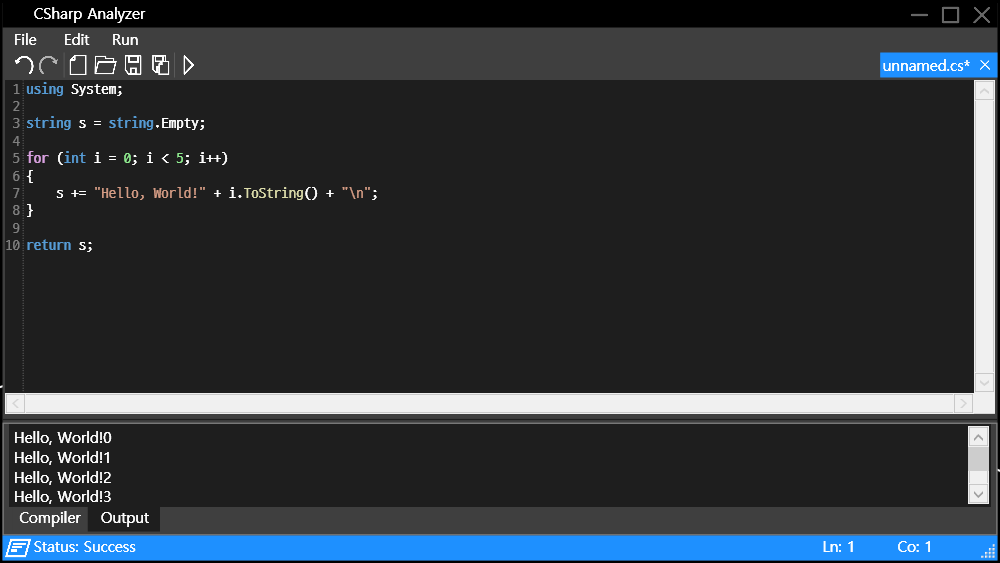 CSharp Analyzer
File Edit Run
unnamed.cs*
1 using System;
2
3 string s = string.Empty;
4
5 for (int i = 0; i < 5; i++)
6 {
7     s += "Hello, World!" + i.ToString() + "\n";
8 }
9
10 return s;
Hello, World!0
Hello, World!1
Hello, World!2
Hello, World!3
Compiler Output
Status: Success Ln: 1 Co: 1